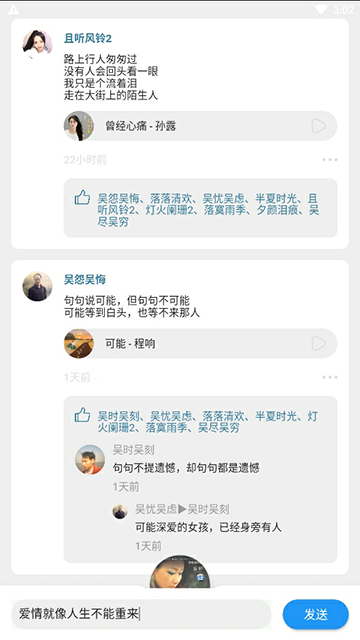 3:02
且听风铃2
路上行人匆匆过
没有人会回头看一眼
我只是个流着泪
走在大街上的陌生人
曾经心痛 - 孙露
22小时前
吴怨吴悔、落落清欢、吴忧吴虑、半夏时光、且
听风铃2、灯火阑珊2、落寞雨季、夕颜泪痕、吴
尽吴穷
吴怨吴悔
句句说可能，但句句不可能
可能等到白头，也等不来那人
可能 - 程响
1天前
吴时吴刻、吴忧吴虑、落落清欢、半夏时光、灯
火阑珊2、落寞雨季、吴尽吴穷
吴时吴刻
句句不提遗憾，却句句都是遗憾
1天前
吴忧吴虑▶吴时吴刻
可能深爱的女孩，已经身旁有人
1天前
爱情就像人生不能重来
发送